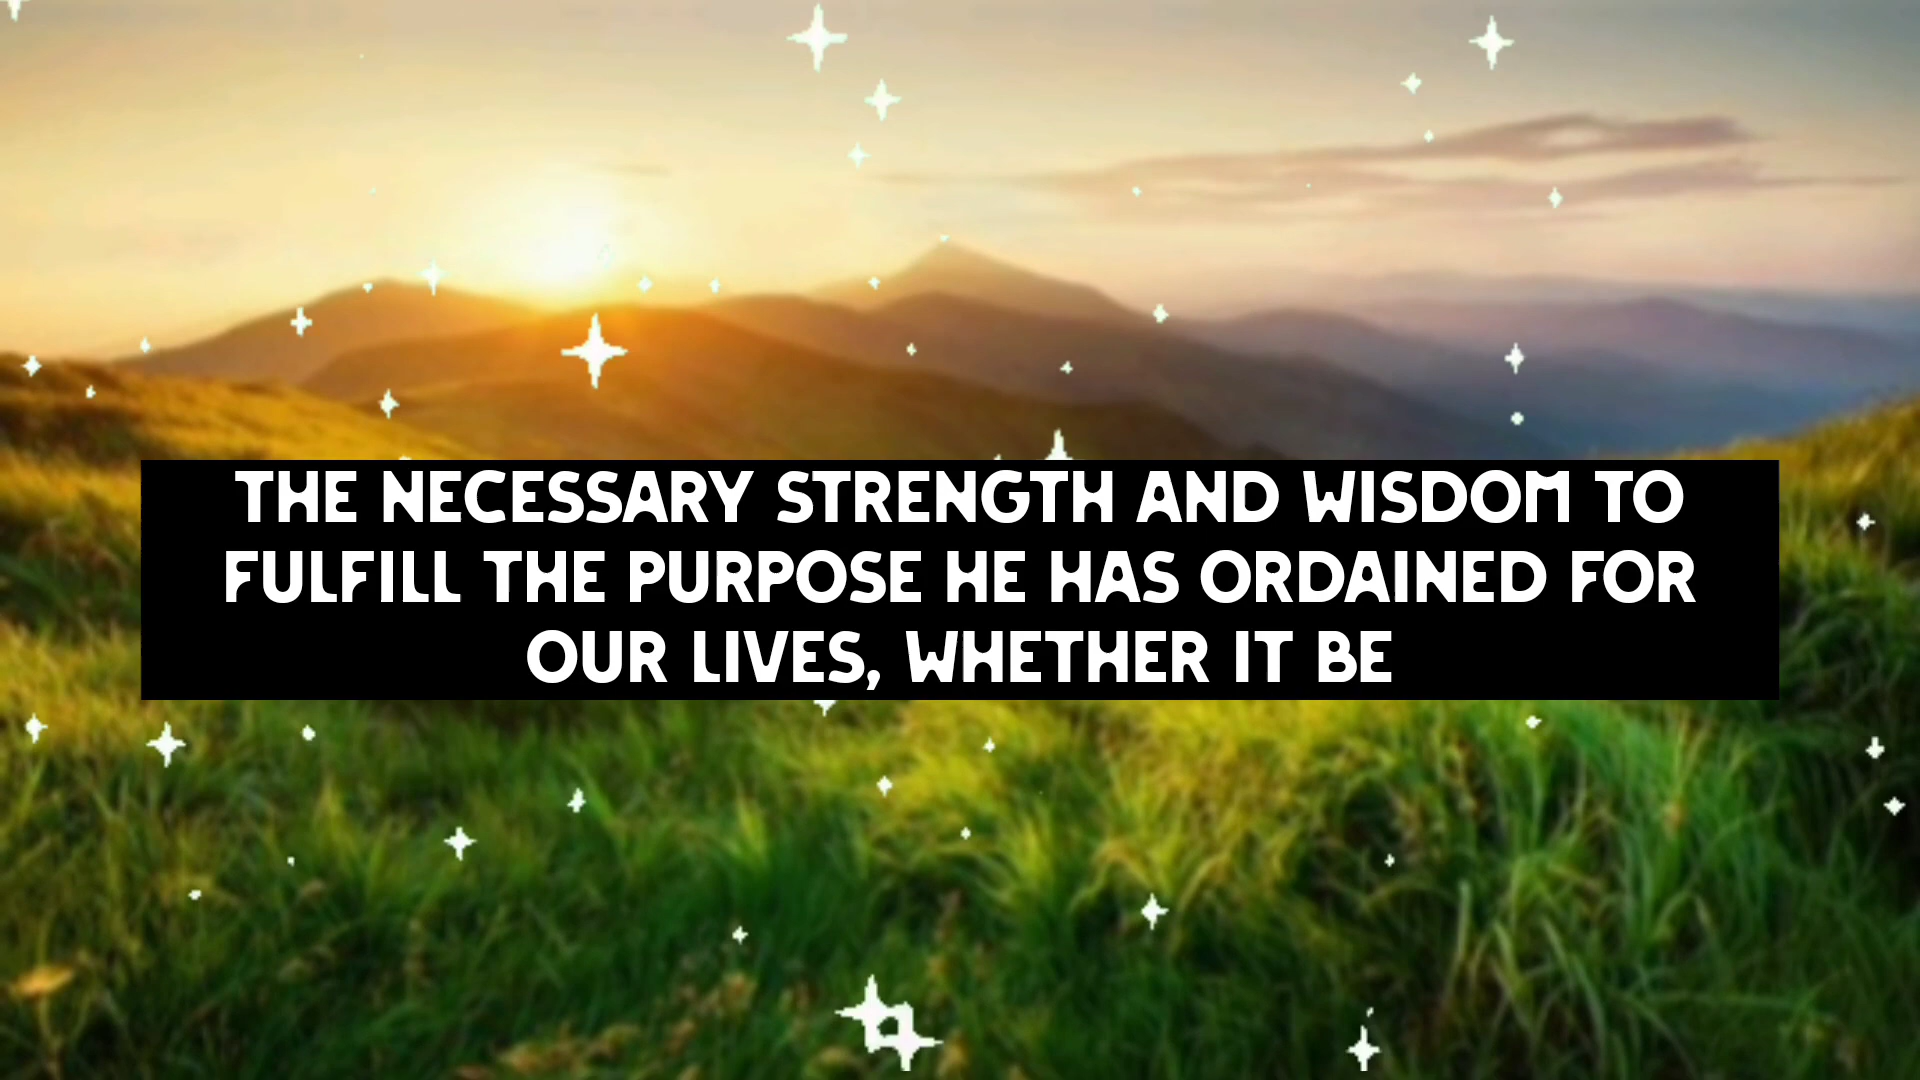 THE NECESSARY STRENGTH AND WISDOM TO
FULFILL THE PURPOSE HE HAS ORDAINED FOR
OUR LIVES, WHETHER IT BE